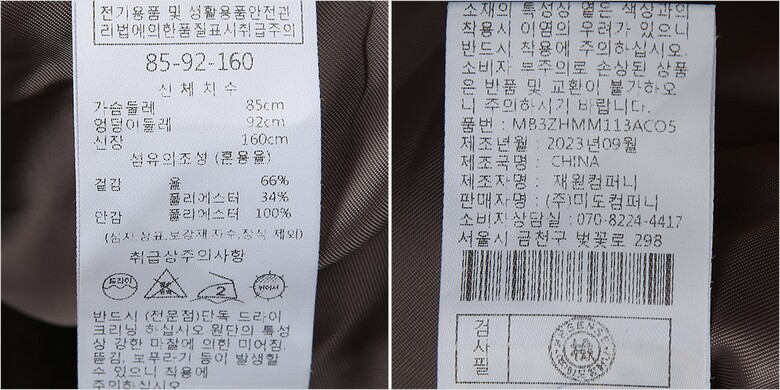 전기용품 및 생활용품안전관
리법에의한품질표시취급주의
85-92-160
신체치수
가슴둘레 85cm
엉덩이둘레 92cm
신장 160cm
섬유의조성 (혼용율)
겉감 울 66%
폴리에스터 34%
안감 폴리에스터 100%
(심지,상표,보강재,자수,장식 제외)
취급상주의사항
드라이
2
반드시 (전문점)단독 드라이
크리닝 하십시오 원단의 특성
상 강한 마찰에 의한 미어짐,
뜯김, 보푸라기 등이 발생할
수 있으니 착용에
주의하십시오
소재의 특성상 옅은 색상과의
착용시 이염의 우려가 있으니
반드시 착용에 주의하십시오.
소비자 부주의로 손상된 상품
은 반품 및 교환이 불가하오
니 주의하시기 바랍니다.
품번 : MB3ZHMM113ACO5
제조년월 : 2023년09월
제조국명 : CHINA
제조자명 : 재원컴퍼니
판매자명 : (주)미도컴퍼니
소비자상담실 : 070-8224-4417
서울시 금천구 벚꽃로 298
검사필